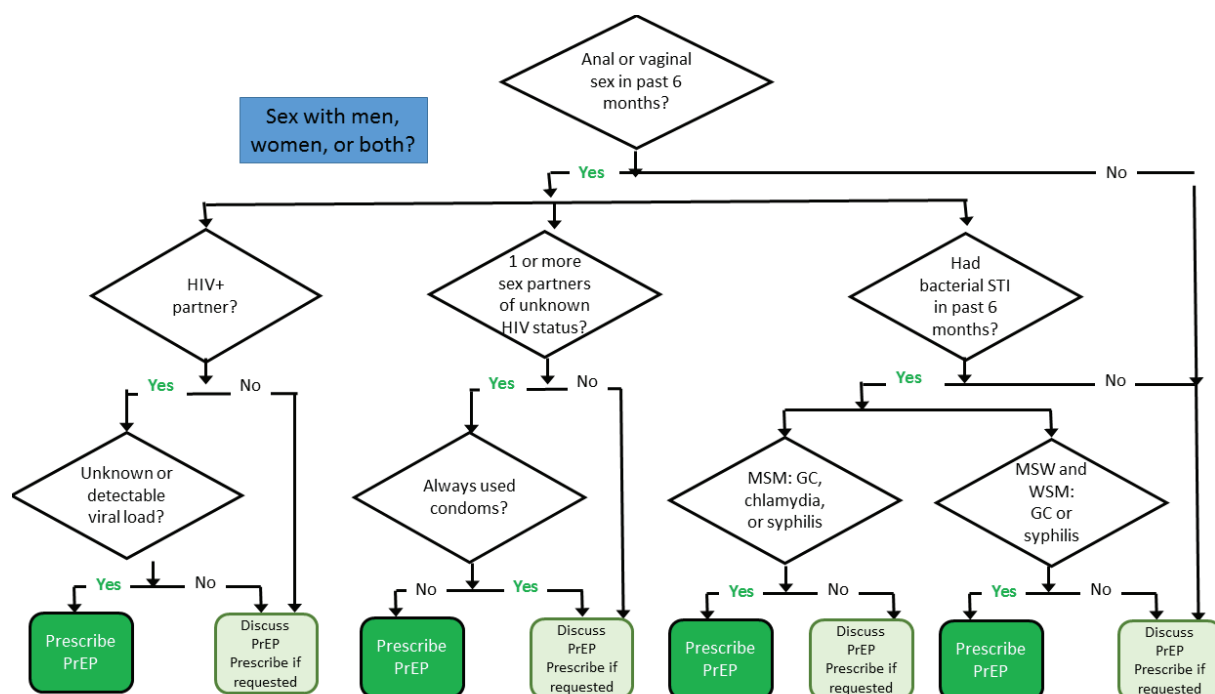 Anal or vaginal
sex in past 6
months?
Sex with men,
women, or both?
Yes
No
HIV+
partner?
1 or more
sex partners
of unknown
HIV status?
Had
bacterial STI
in past 6
months?
Yes
No
Yes
No
Yes
No
Unknown or
detectable
viral load?
Always used
condoms?
MSM: GC,
chlamydia,
or syphilis
MSW and
WSM:
GC or
syphilis
Yes
No
No
Yes
Yes
No
Yes
No
Prescribe
PrEP
Discuss
PrEP
Prescribe if
requested
Prescribe
PrEP
Discuss
PrEP
Prescribe if
requested
Prescribe
PrEP
Discuss
PrEP
Prescribe if
requested
Prescribe
PrEP
Discuss
PrEP
Prescribe if
requested